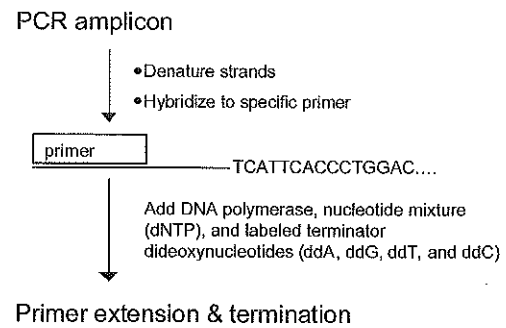 PCR amplicon
•Denature strands
•Hybridize to specific primer
primer
TCATTCACCCTGGAC....
Add DNA polymerase, nucleotide mixture
(dNTP), and labeled terminator
dideoxynucleotides (ddA, ddG, ddT, and ddC)
Primer extension & termination